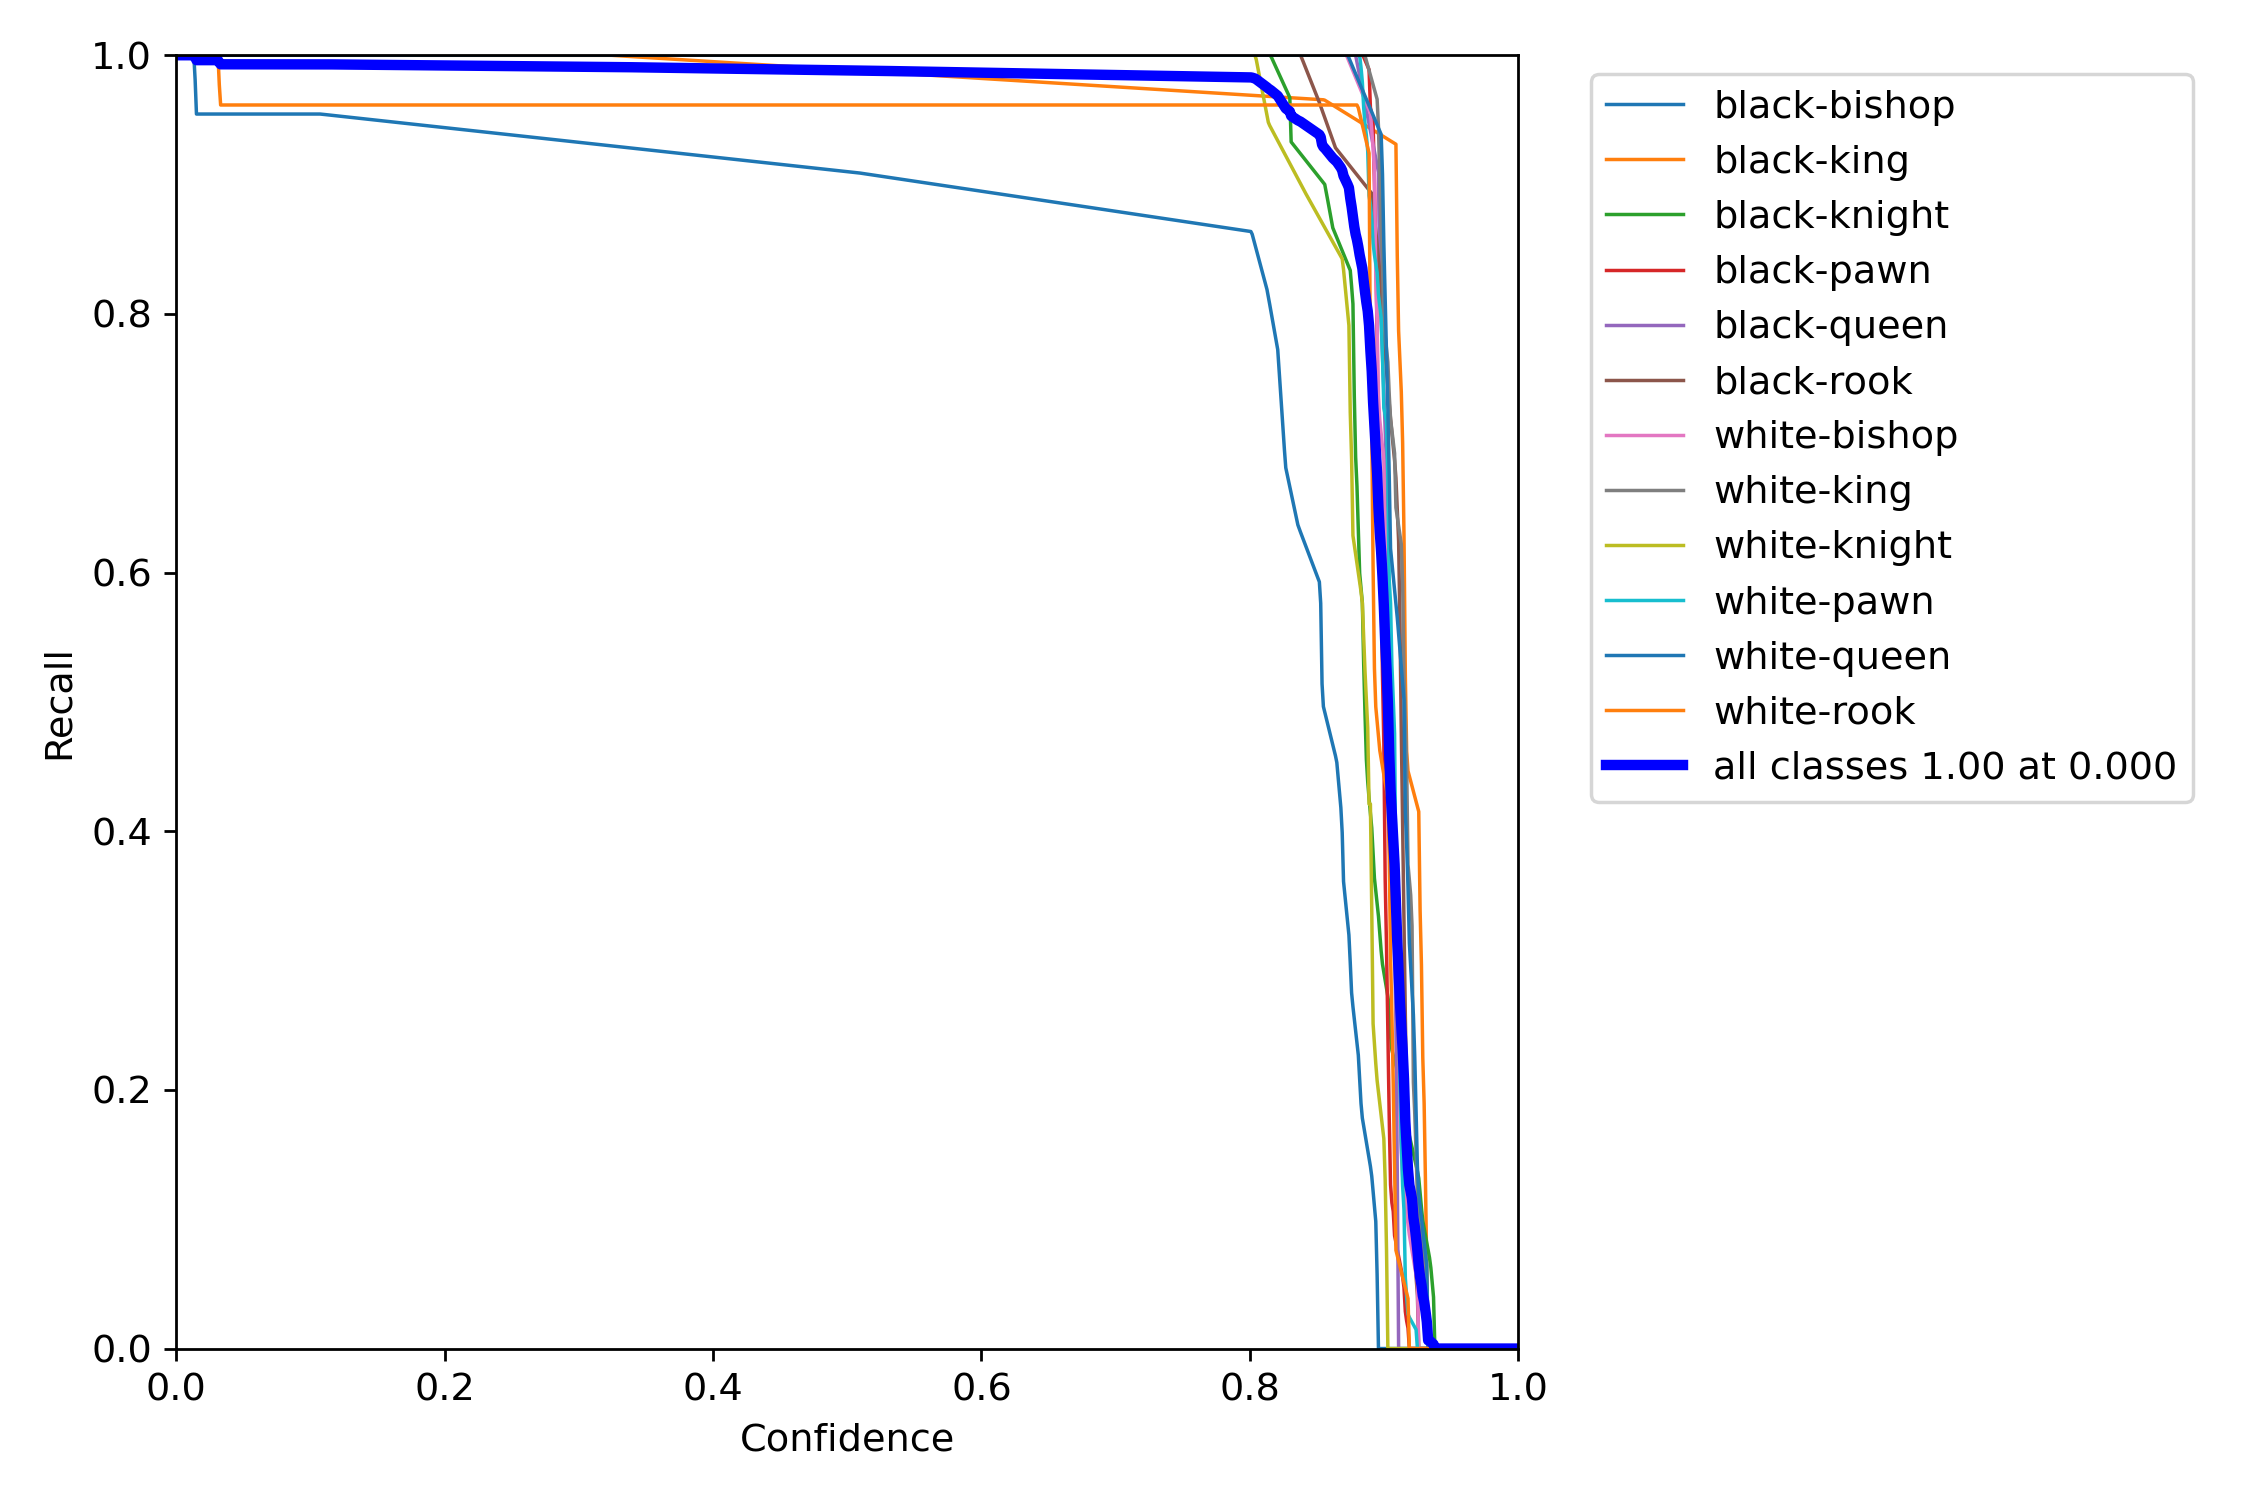 1.0
0.8
0.6
0.4
0.2
0.0
Recall
0.0 0.2 0.4 0.6 0.8 1.0
Confidence
black-bishop
black-king
black-knight
black-pawn
black-queen
black-rook
white-bishop
white-king
white-knight
white-pawn
white-queen
white-rook
all classes 1.00 at 0.000